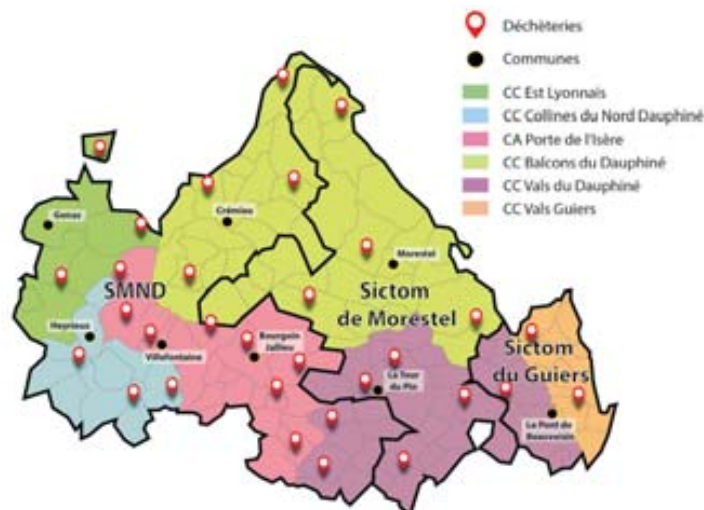 Déchèteries
Communes
CC Est Lyonnais
CC Collines du Nord Dauphiné
CA Porte de l'Isère
CC Balcons du Dauphiné
CC Vals du Dauphiné
CC Vals Guiers
Genas
Crémieu
Morestel
SMND
Sictom
de Morestel
Heyrieux
Villefontaine
Bourgoin
Jallieu
Sictom
du Guiers
La Tour
du Pin
Le Pont de
Beauvoisin